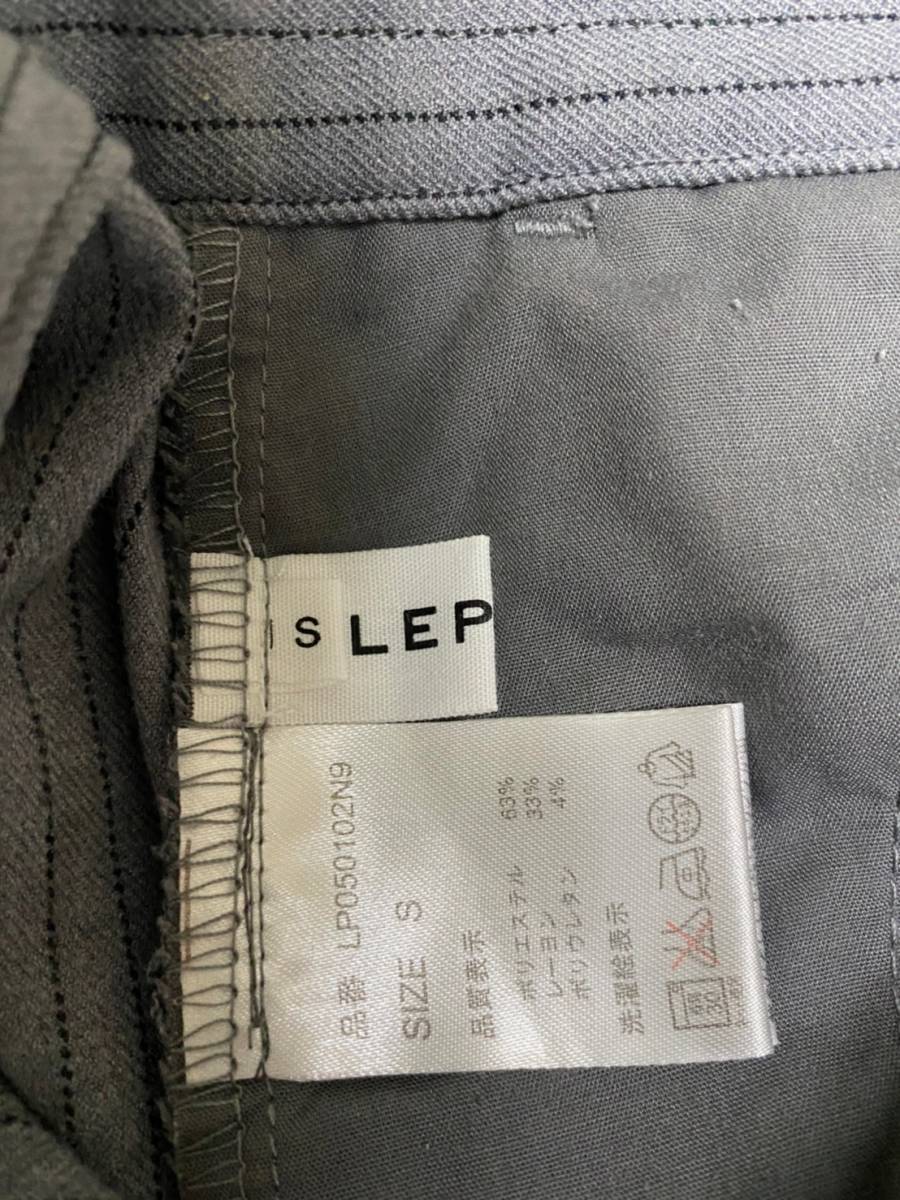 S LEP
品番 LP050102N9
SIZE S
品質表示
ポリエステル 63%
レーヨン 33%
ポリウレタン 4%
洗濯絵表示